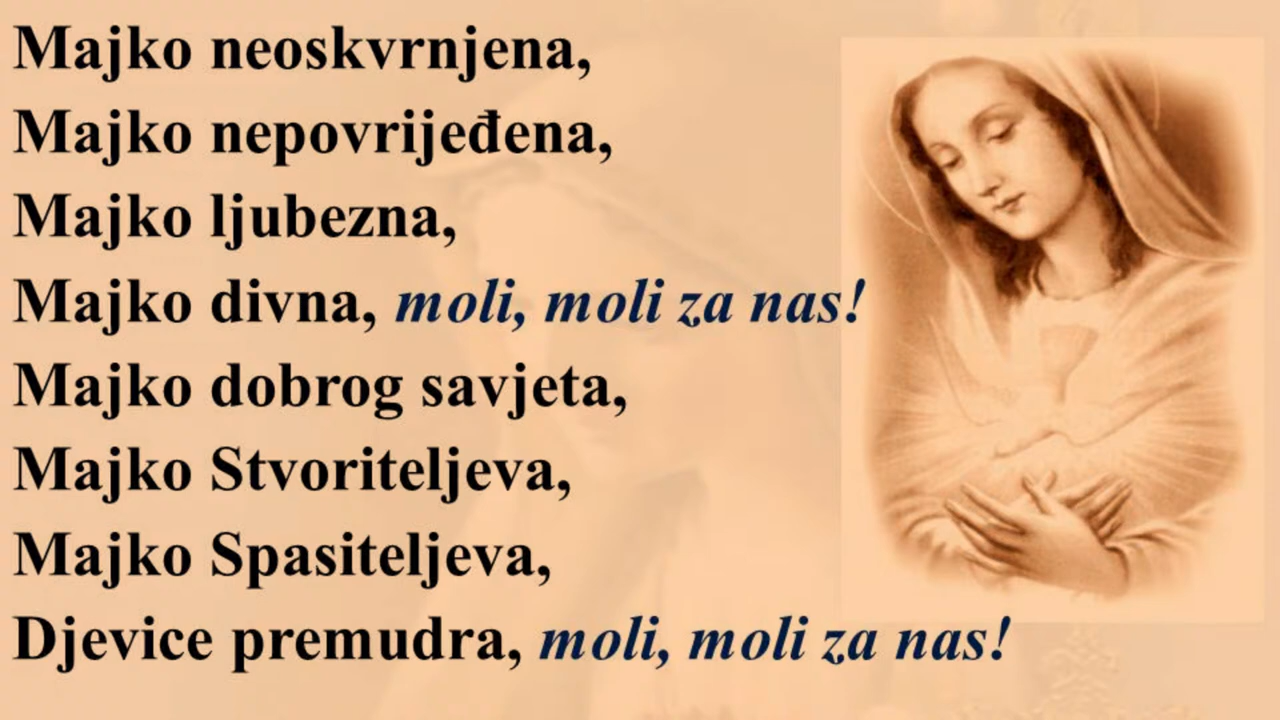 Majko neoskvrnjena,
Majko nepovrijeđena,
Majko ljubezna,
Majko divna, moli, moli za nas!
Majko dobrog savjeta,
Majko Stvoriteljeva,
Majko Spasiteljeva,
Djevice premudra, moli, moli za nas!